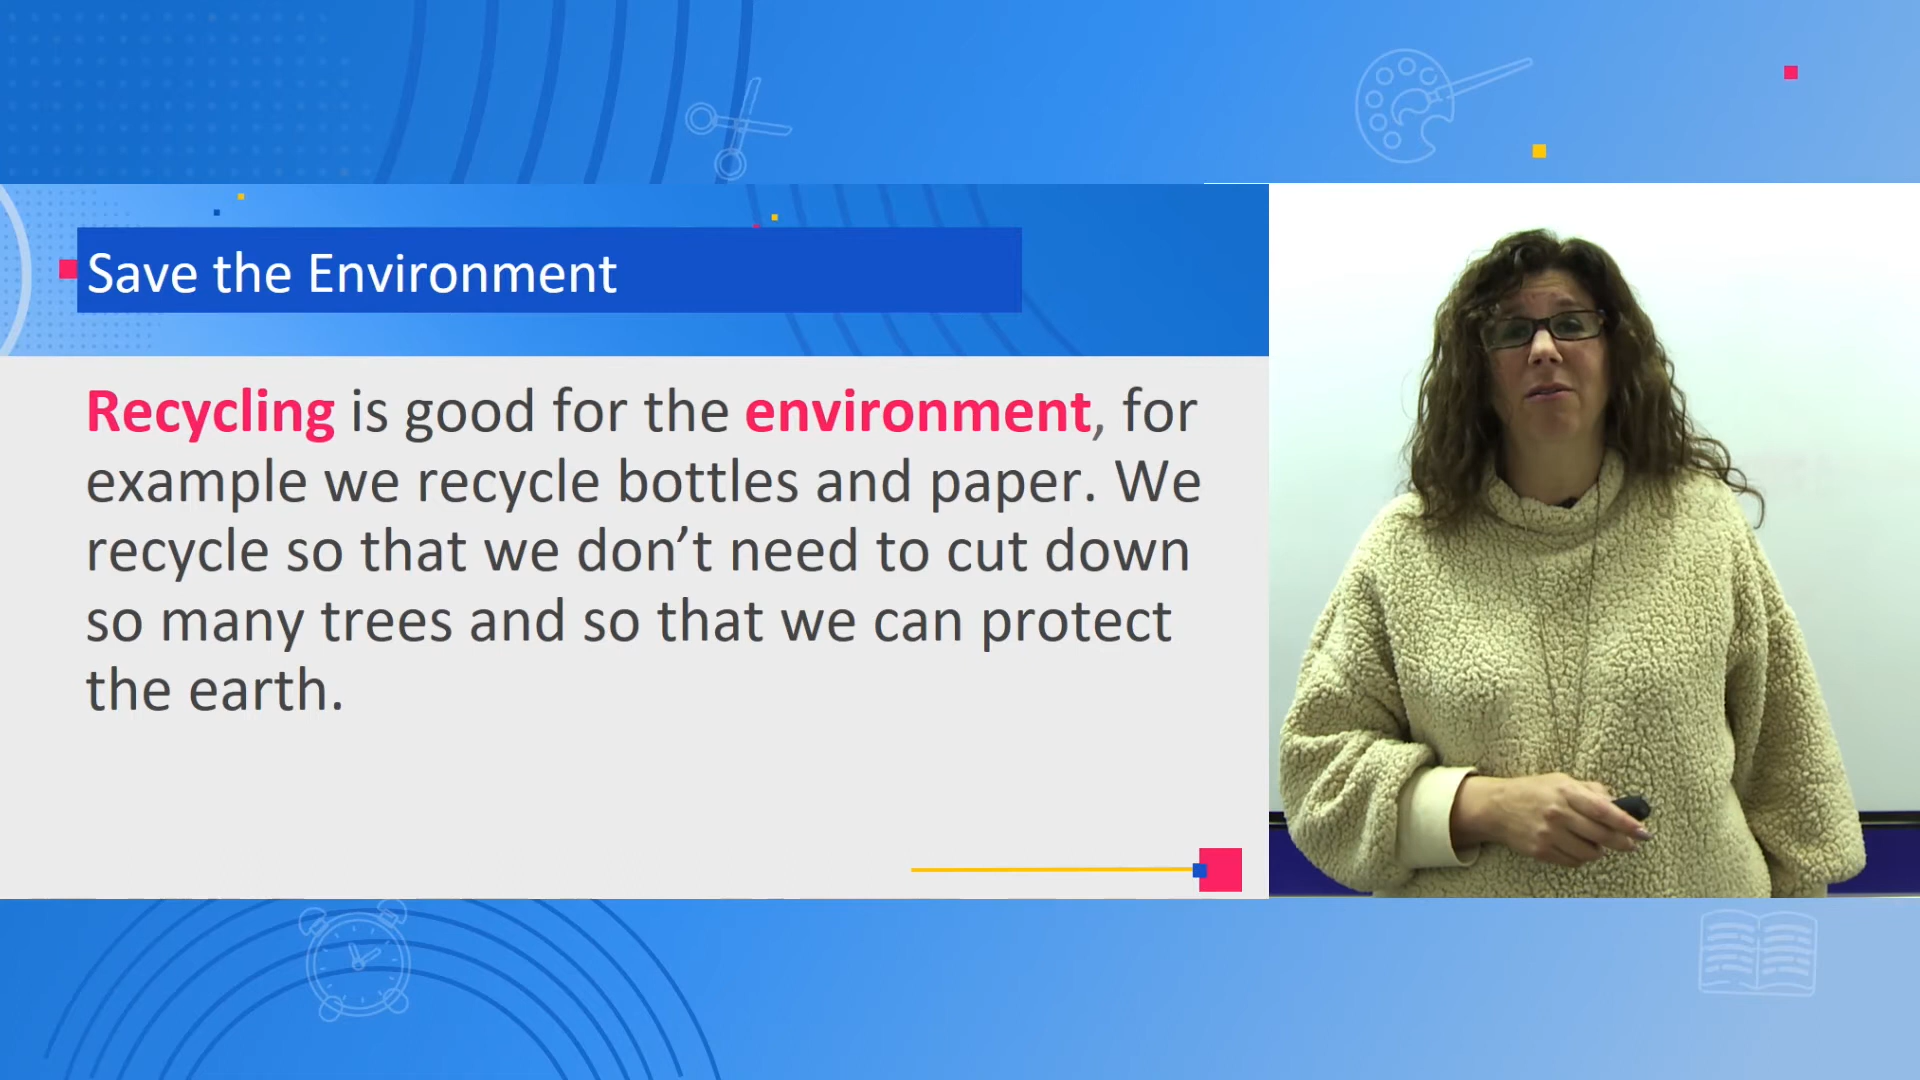 Save the Environment
Recycling is good for the environment, for
example we recycle bottles and paper. We
recycle so that we don’t need to cut down
so many trees and so that we can protect
the earth.